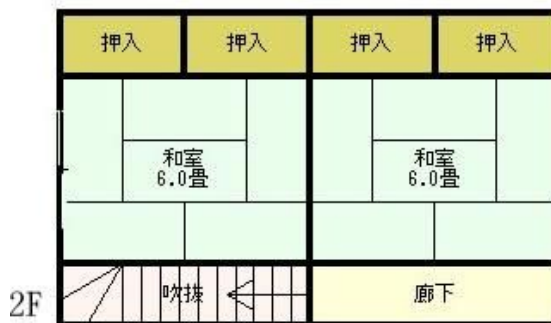 押入 押入 押入 押入
和室 和室
6.0畳 6.0畳
吹抜 廊下
2F